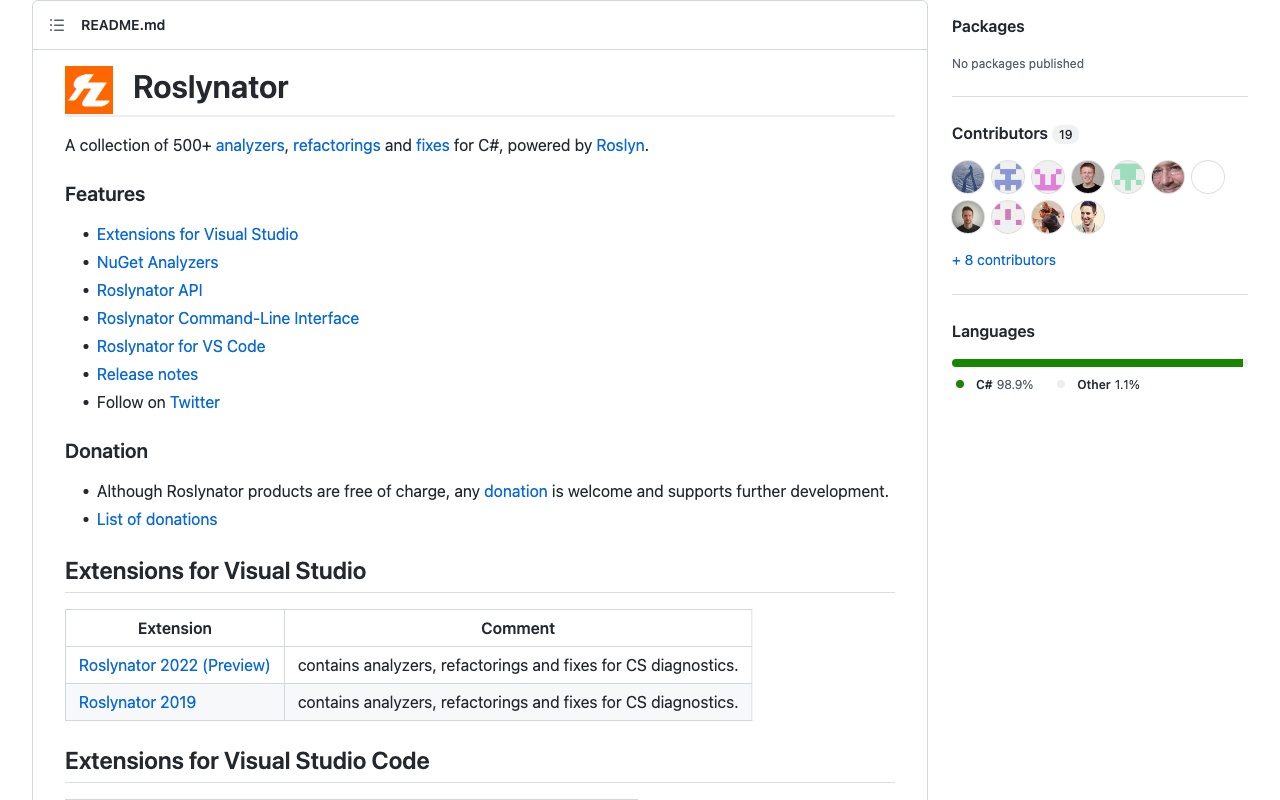 README.md
Roslynator
A collection of 500+ analyzers, refactorings and fixes for C#, powered by Roslyn.
Features
Extensions for Visual Studio
NuGet Analyzers
Roslynator API
Roslynator Command-Line Interface
Roslynator for VS Code
Release notes
Follow on Twitter
Donation
Although Roslynator products are free of charge, any donation is welcome and supports further development.
List of donations
Extensions for Visual Studio
Extension Comment
Roslynator 2022 (Preview) contains analyzers, refactorings and fixes for CS diagnostics.
Roslynator 2019 contains analyzers, refactorings and fixes for CS diagnostics.
Extensions for Visual Studio Code
Packages
No packages published
Contributors 19
+ 8 contributors
Languages
C# 98.9% Other 1.1%